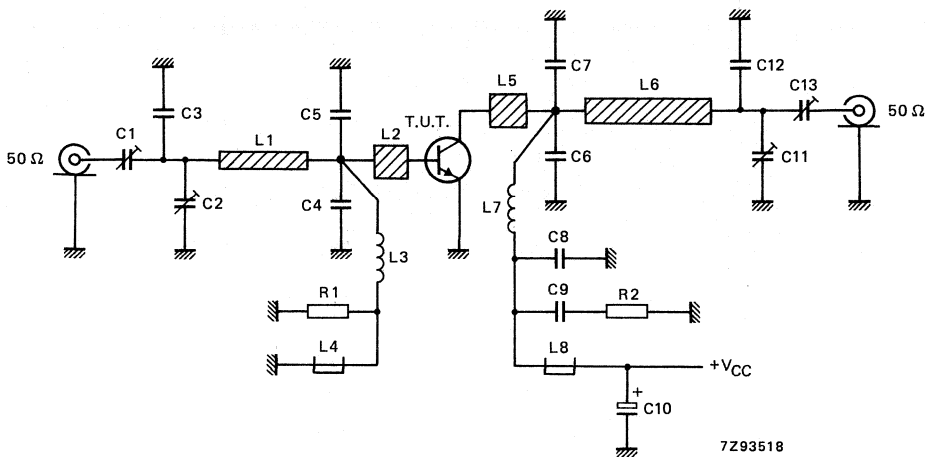 C7
C12
C13
L5
L6
50 Ω
C3
C5
T.U.T.
C1
L1
L2
50 Ω
C2
C4
C6
C11
L7
L3
C8
R1
C9
R2
L4
L8
+VCC
+
C10
7Z93518